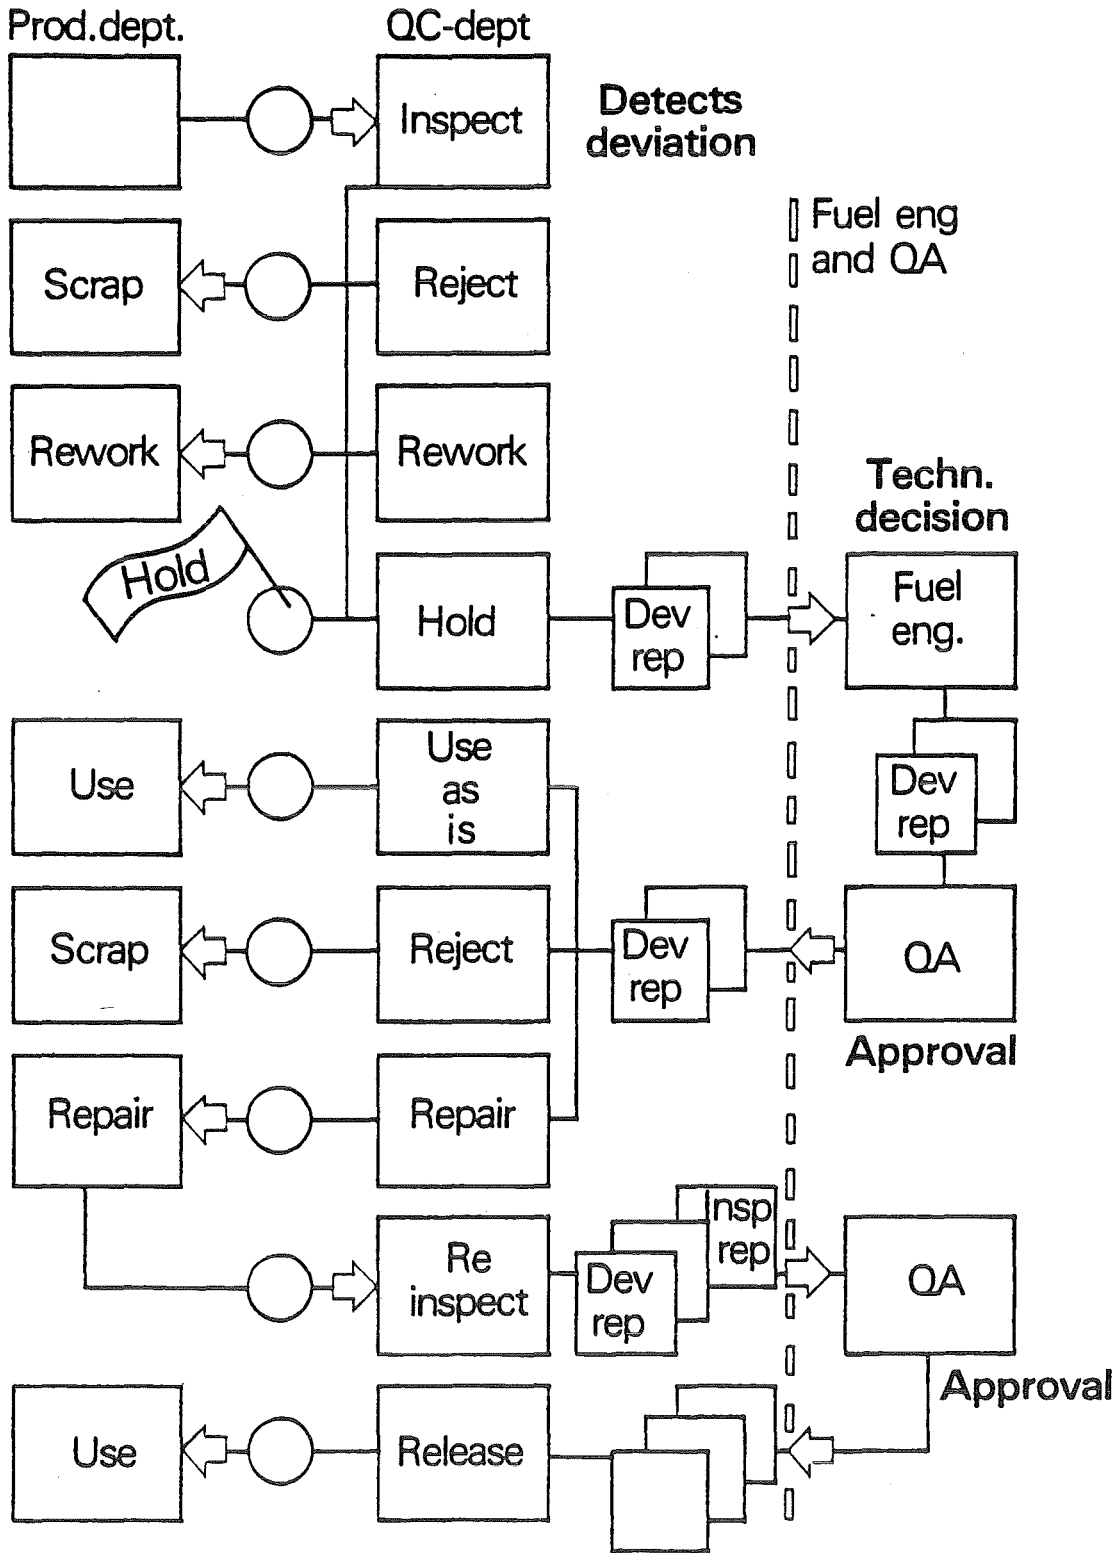 Prod.dept.
QC-dept
Inspect
Detects
deviation
Fuel eng
and QA
Scrap
Reject
Rework
Rework
Techn.
decision
Hold
Hold
Dev
rep
Fuel
eng.
Use
Use
as
is
Dev
rep
Scrap
Reject
Dev
rep
QA
Approval
Repair
Repair
Re
inspect
Dev
rep
nsp
rep
QA
Approval
Use
Release